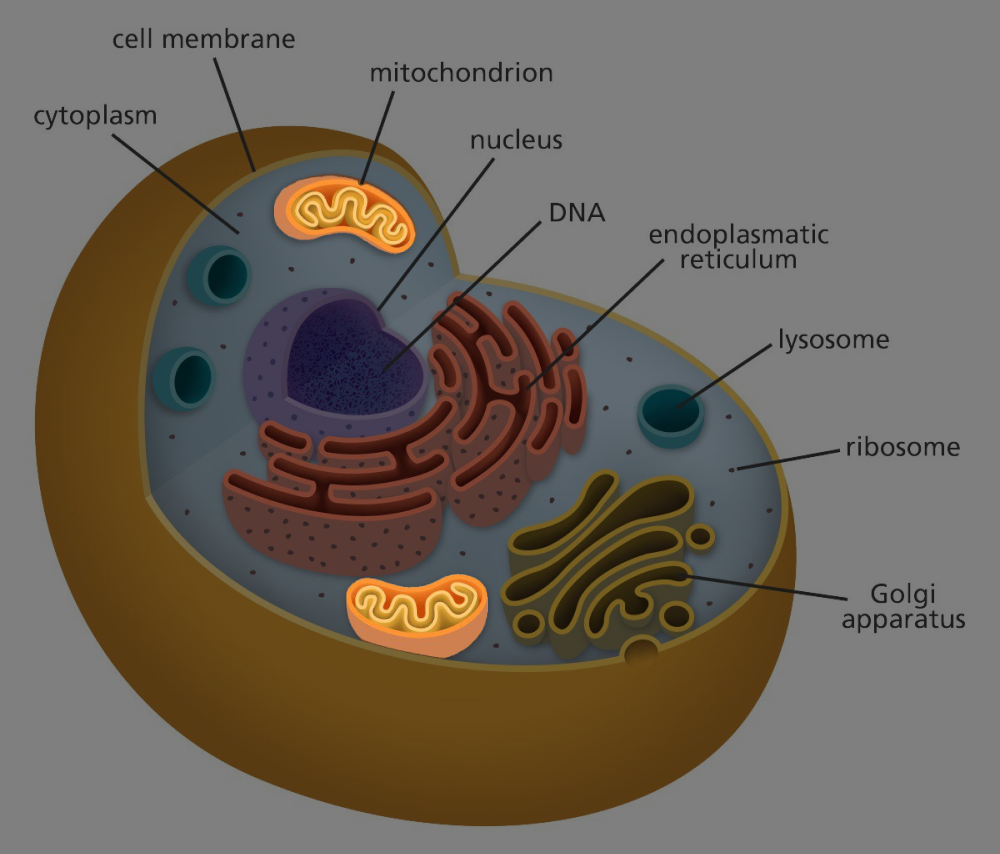 cell membrane
mitochondrion
cytoplasm
nucleus
DNA
endoplasmatic
reticulum
lysosome
ribosome
Golgi
apparatus